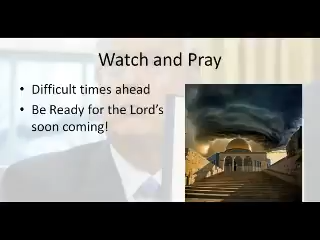 Watch and Pray
• Difficult times ahead
• Be Ready for the Lord's
soon coming!